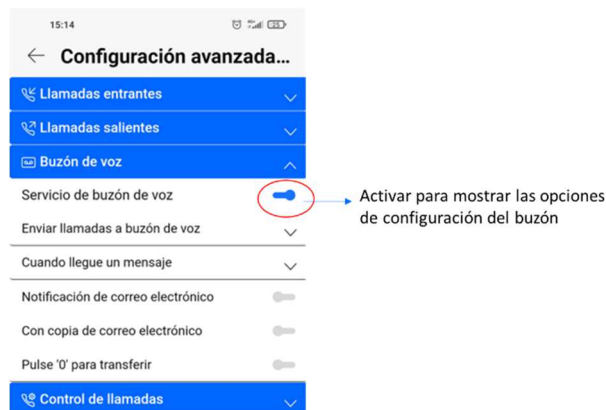 15:14
Configuración avanzada...
Llamadas entrantes
Llamadas salientes
Buzón de voz
Servicio de buzón de voz
Activar para mostrar las opciones
de configuración del buzón
Enviar llamadas a buzón de voz
Cuando llegue un mensaje
Notificación de correo electrónico
Con copia de correo electrónico
Pulse '0' para transferir
Control de llamadas